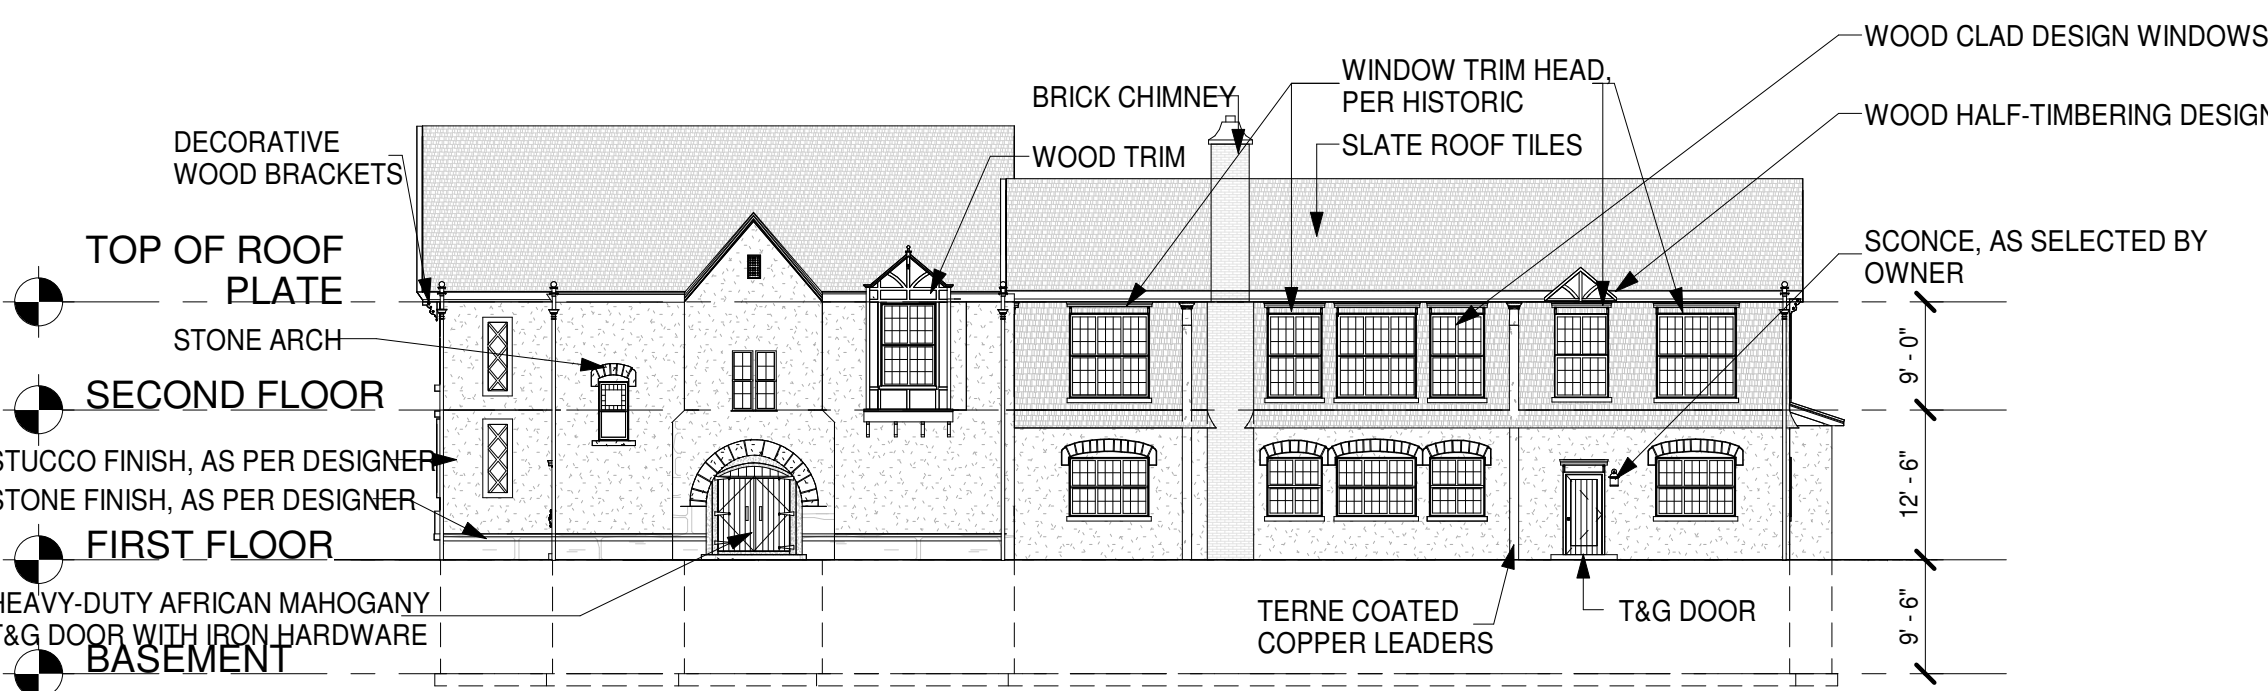 WOOD CLAD DESIGN WINDOWS
WINDOW TRIM HEAD,
PER HISTORIC
BRICK CHIMNEY
WOOD HALF-TIMBERING DESIGN
DECORATIVE
WOOD BRACKETS
WOOD TRIM
SLATE ROOF TILES
TOP OF ROOF
PLATE
SCONCE, AS SELECTED BY
OWNER
STONE ARCH
9' - 0"
SECOND FLOOR
STUCCO FINISH, AS PER DESIGNER
12' - 6"
STONE FINISH, AS PER DESIGNER
FIRST FLOOR
HEAVY-DUTY AFRICAN MAHOGANY
T&G DOOR WITH IRON HARDWARE
TERNE COATED
COPPER LEADERS
T&G DOOR
9' - 6"
BASEMENT